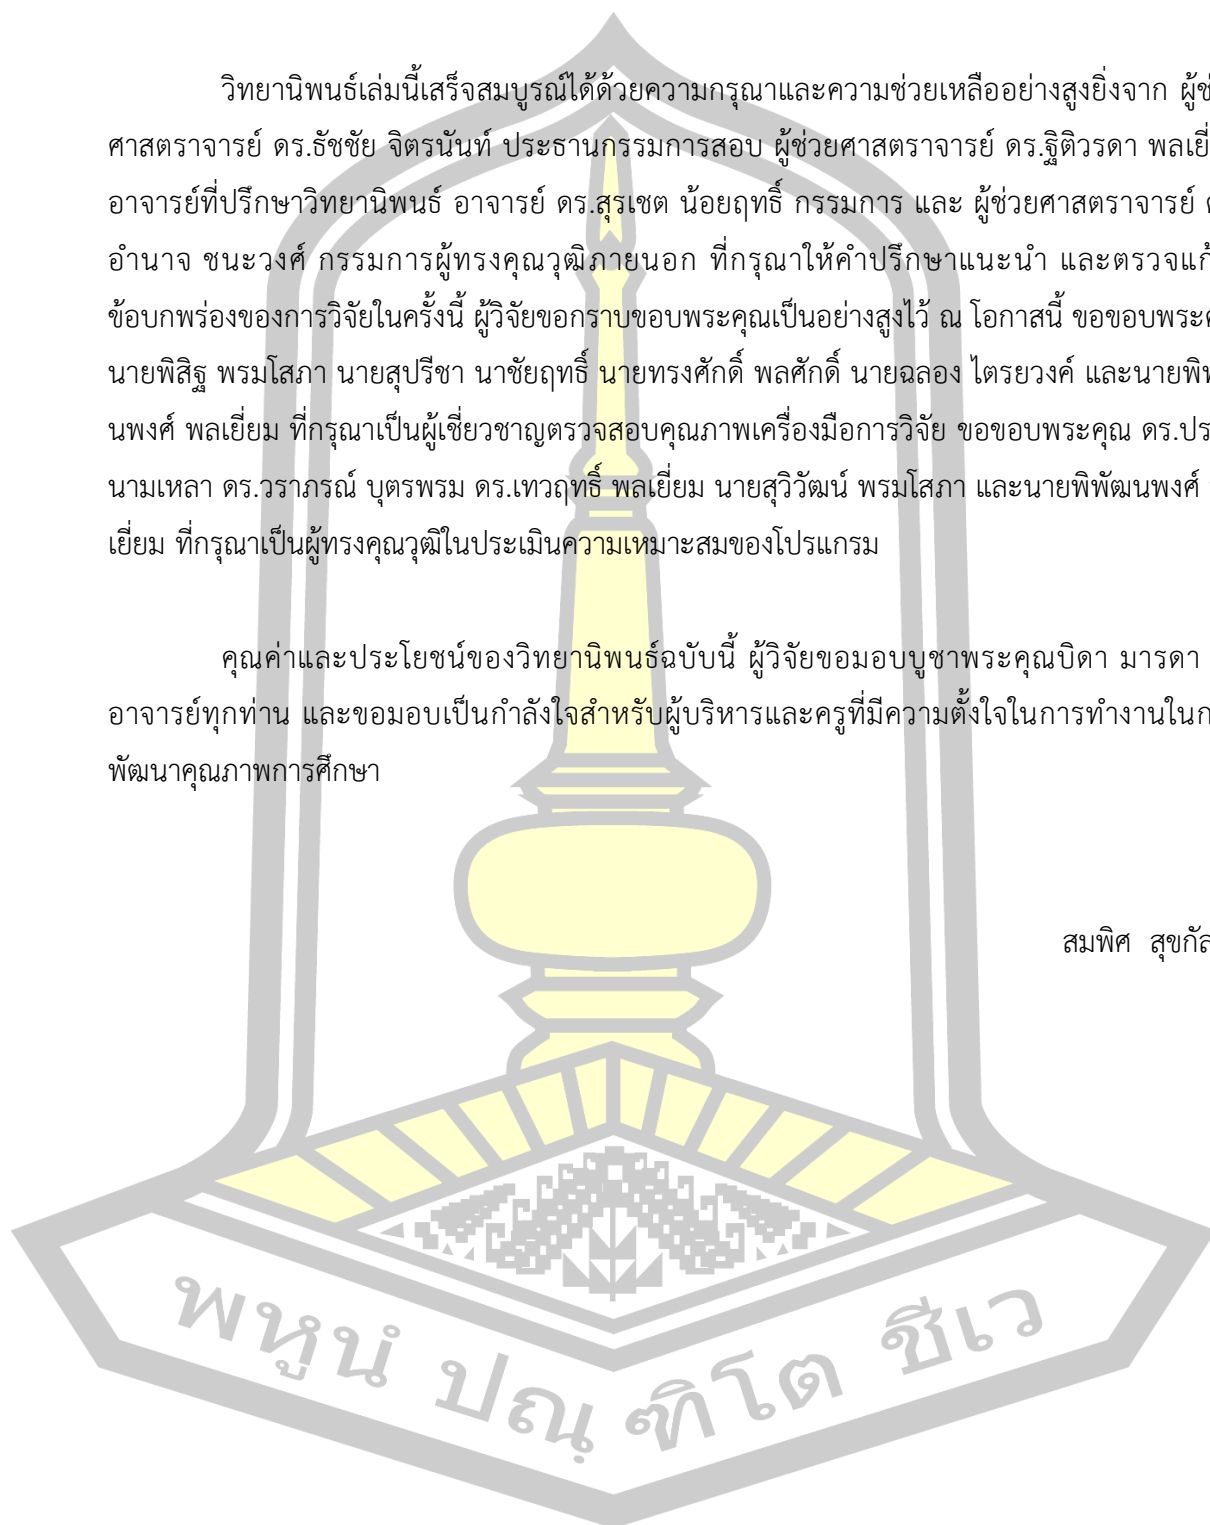 วิทยานิพนธ์เล่มนี้เสร็จสมบูรณ์ได้ด้วยความกรุณาและความช่วยเหลืออย่างสูงยิ่งจาก ผู้ช่
ศาสตราจารย์ ดร.ธัชชัย จิตรนันท์ ประธานกรรมการสอบ ผู้ช่วยศาสตราจารย์ ดร.ฐิติวรดา พลเยี่
อาจารย์ที่ปรึกษาวิทยานิพนธ์ อาจารย์ ดร.สุรเชต น้อยฤทธิ์ กรรมการ และ ผู้ช่วยศาสตราจารย์
อำนาจ ชนะวงศ์ กรรมการผู้ทรงคุณวุฒิภายนอก ที่กรุณาให้คำปรึกษาแนะนำ และตรวจแก้
ข้อบกพร่องของการวิจัยในครั้งนี้ ผู้วิจัยขอกราบขอบพระคุณเป็นอย่างสูงไว้ ณ โอกาสนี้ ขอขอบพระ
นายพิสิฐ พรมโสภา นายสุปรีชา นาชัยฤทธิ์ นายทรงศักดิ์ พลศักดิ์ นายฉลอง ไตรยวงค์ และนายพิ
นพงศ์ พลเยี่ยม ที่กรุณาเป็นผู้เชี่ยวชาญตรวจสอบคุณภาพเครื่องมือการวิจัย ขอขอบพระคุณ ดร.ประ
นามเหลา ดร.วราภรณ์ บุตรพรม ดร.เทวฤทธิ์ พลเยี่ยม นายสุวิวัฒน์ พรมโสภา และนายพิพัฒนพงศ์
เยี่ยม ที่กรุณาเป็นผู้ทรงคุณวุฒิในประเมินความเหมาะสมของโปรแกรม
คุณค่าและประโยชน์ของวิทยานิพนธ์ฉบับนี้ ผู้วิจัยขอมอบบูชาพระคุณบิดา มารดา
อาจารย์ทุกท่าน และขอมอบเป็นกำลังใจสำหรับผู้บริหารและครูที่มีความตั้งใจในการทำงานในก
พัฒนาคุณภาพการศึกษา
สมพิศ สุขกัล
พหูนํ ปณฺฑิโต ชีเว